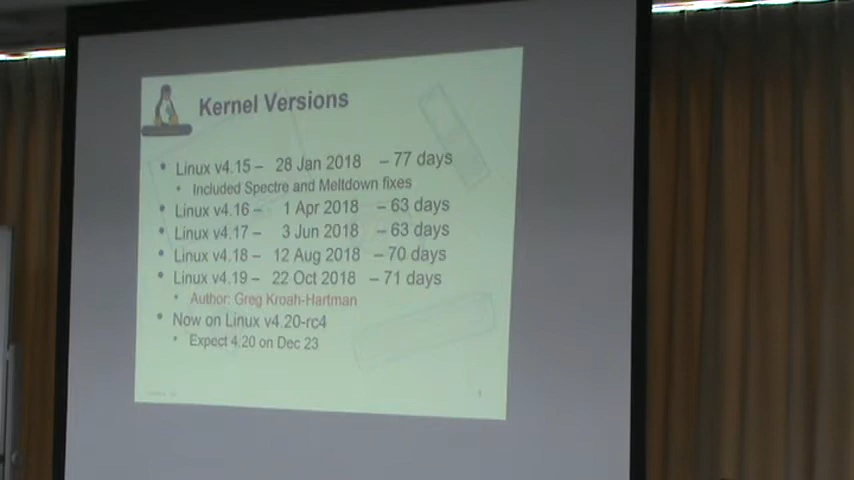 Kernel Versions
• Linux v4.15 – 28 Jan 2018 – 77 days
• Included Spectre and Meltdown fixes
• Linux v4.16 – 1 Apr 2018 – 63 days
• Linux v4.17 – 3 Jun 2018 – 63 days
• Linux v4.18 – 12 Aug 2018 – 70 days
• Linux v4.19 – 22 Oct 2018 – 71 days
• Author: Greg Kroah-Hartman
• Now on Linux v4.20-rc4
• Expect 4.20 on Dec 23